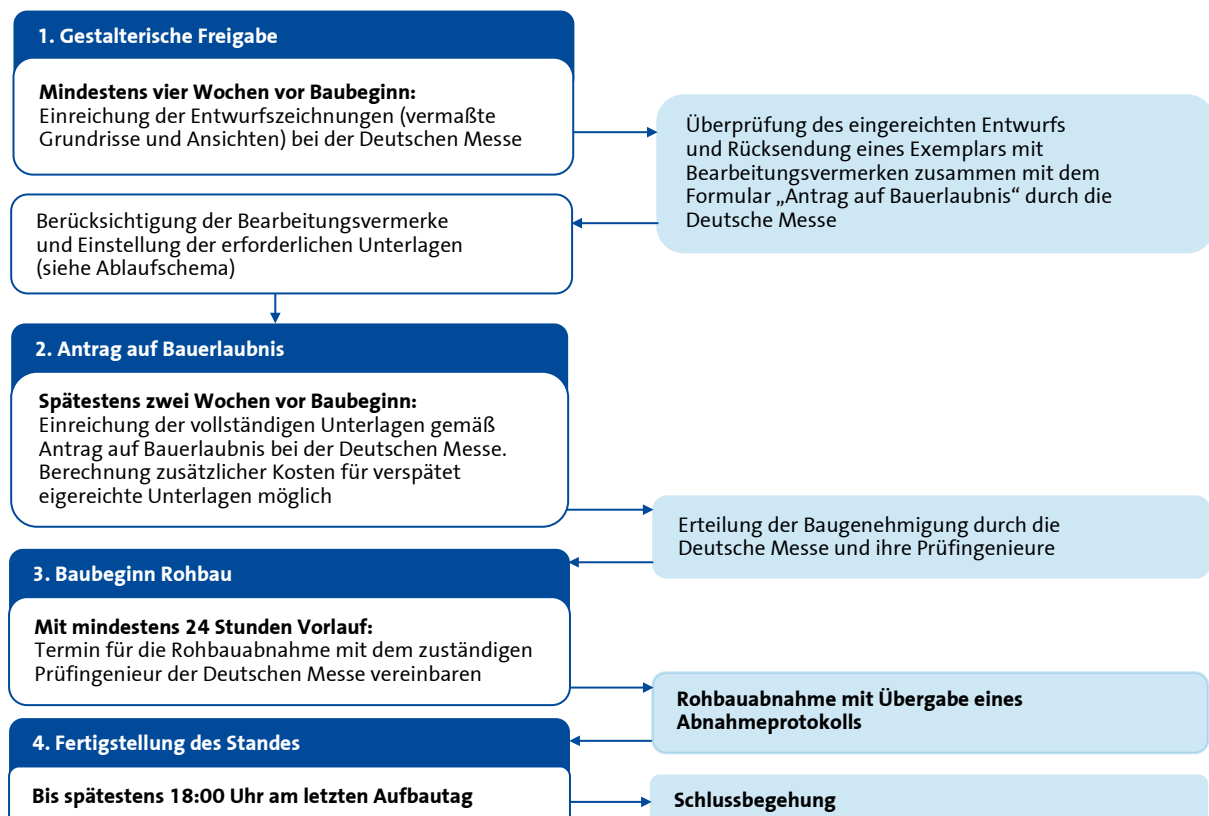 1. Gestalterische Freigabe
Mindestens vier Wochen vor Baubeginn:
Einreichung der Entwurfszeichnungen (vermaßte
Grundrisse und Ansichten) bei der Deutschen Messe
Überprüfung des eingereichten Entwurfs
und Rücksendung eines Exemplars mit
Bearbeitungsvermerken zusammen mit dem
Formular „Antrag auf Bauerlaubnis“ durch die
Deutsche Messe
Berücksichtigung der Bearbeitungsvermerke
und Einstellung der erforderlichen Unterlagen
(siehe Ablaufschema)
2. Antrag auf Bauerlaubnis
Spätestens zwei Wochen vor Baubeginn:
Einreichung der vollständigen Unterlagen gemäß
Antrag auf Bauerlaubnis bei der Deutschen Messe.
Berechnung zusätzlicher Kosten für verspätet
eigereichte Unterlagen möglich
Erteilung der Baugenehmigung durch die
Deutsche Messe und ihre Prüfingenieure
3. Baubeginn Rohbau
Mit mindestens 24 Stunden Vorlauf:
Termin für die Rohbauabnahme mit dem zuständigen
Prüfingenieur der Deutschen Messe vereinbaren
Rohbauabnahme mit Übergabe eines
Abnahmeprotokolls
4. Fertigstellung des Standes
Bis spätestens 18:00 Uhr am letzten Aufbautag
Schlussbegehung